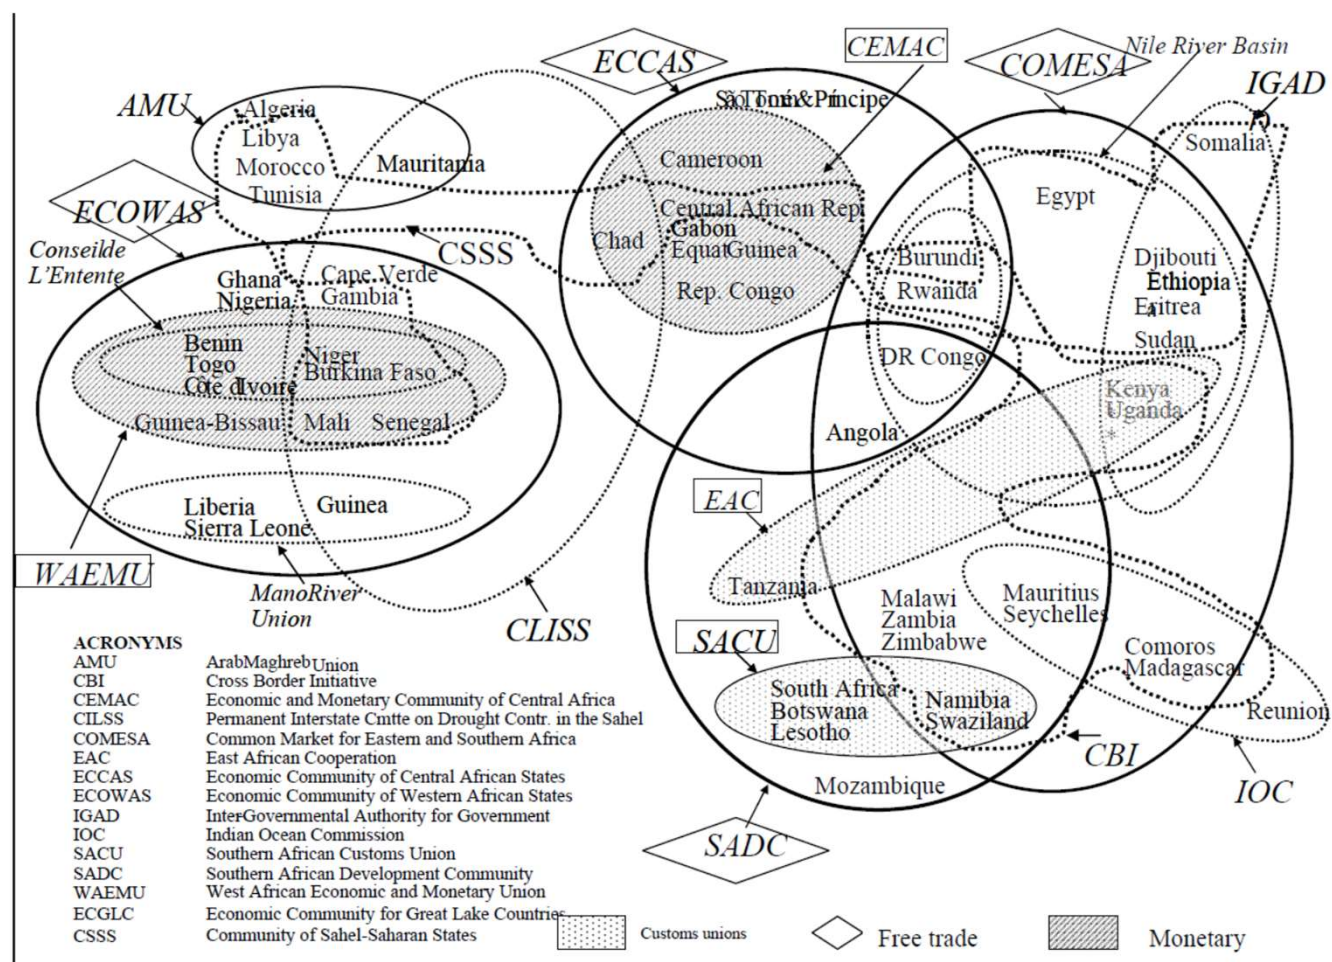 ECCAS
CEMAC
COMESA
Nile River Basin
IGAD
AMU
Algeria
Libya
Morocco
Tunisia
Mauritania
Cameroon
Central African Rep
Gabon
Guinea
Rep. Congo
Chad
Somalia
Egypt
Djibouti
Ethiopia
Eritrea
Sudan
Burundi
Rwanda
DR Congo
Kenya
Uganda
*
Angola
ECOWAS
Conseilde
L'Entente
CSSS
Ghana
Nigeria
Cape Verde
Gambia
Benin
Togo
Niger
Burkina Faso
Guinea-Bissau
Mali
Senegal
Liberia
Sierra Leone
Guinea
WAEMU
ManoRiver
Union
CLISS
EAC
Tanzania
SACU
Malawi
Zambia
Zimbabwe
Mauritius
Seychelles
Comoros
Madagascar
Reunion
South Africa
Botswana
Lesotho
Namibia
Swaziland
Mozambique
CBI
IOC
SADC
ACRONYMS
AMU ArabMaghreb Union
CBI Cross Border Initiative
CEMAC Economic and Monetary Community of Central Africa
CILSS Permanent Interstate Cmtte on Drought Contr. in the Sahel
COMESA Common Market for Eastern and Southern Africa
EAC East African Cooperation
ECCAS Economic Community of Central African States
ECOWAS Economic Community of Western African States
IGAD InterGovernmental Authority for Government
IOC Indian Ocean Commission
SACU Southern African Customs Union
SADC Southern African Development Community
WAEMU West African Economic and Monetary Union
ECGLC Economic Community for Great Lake Countries
CSSS Community of Sahel-Saharan States
Customs unions
Free trade
Monetary